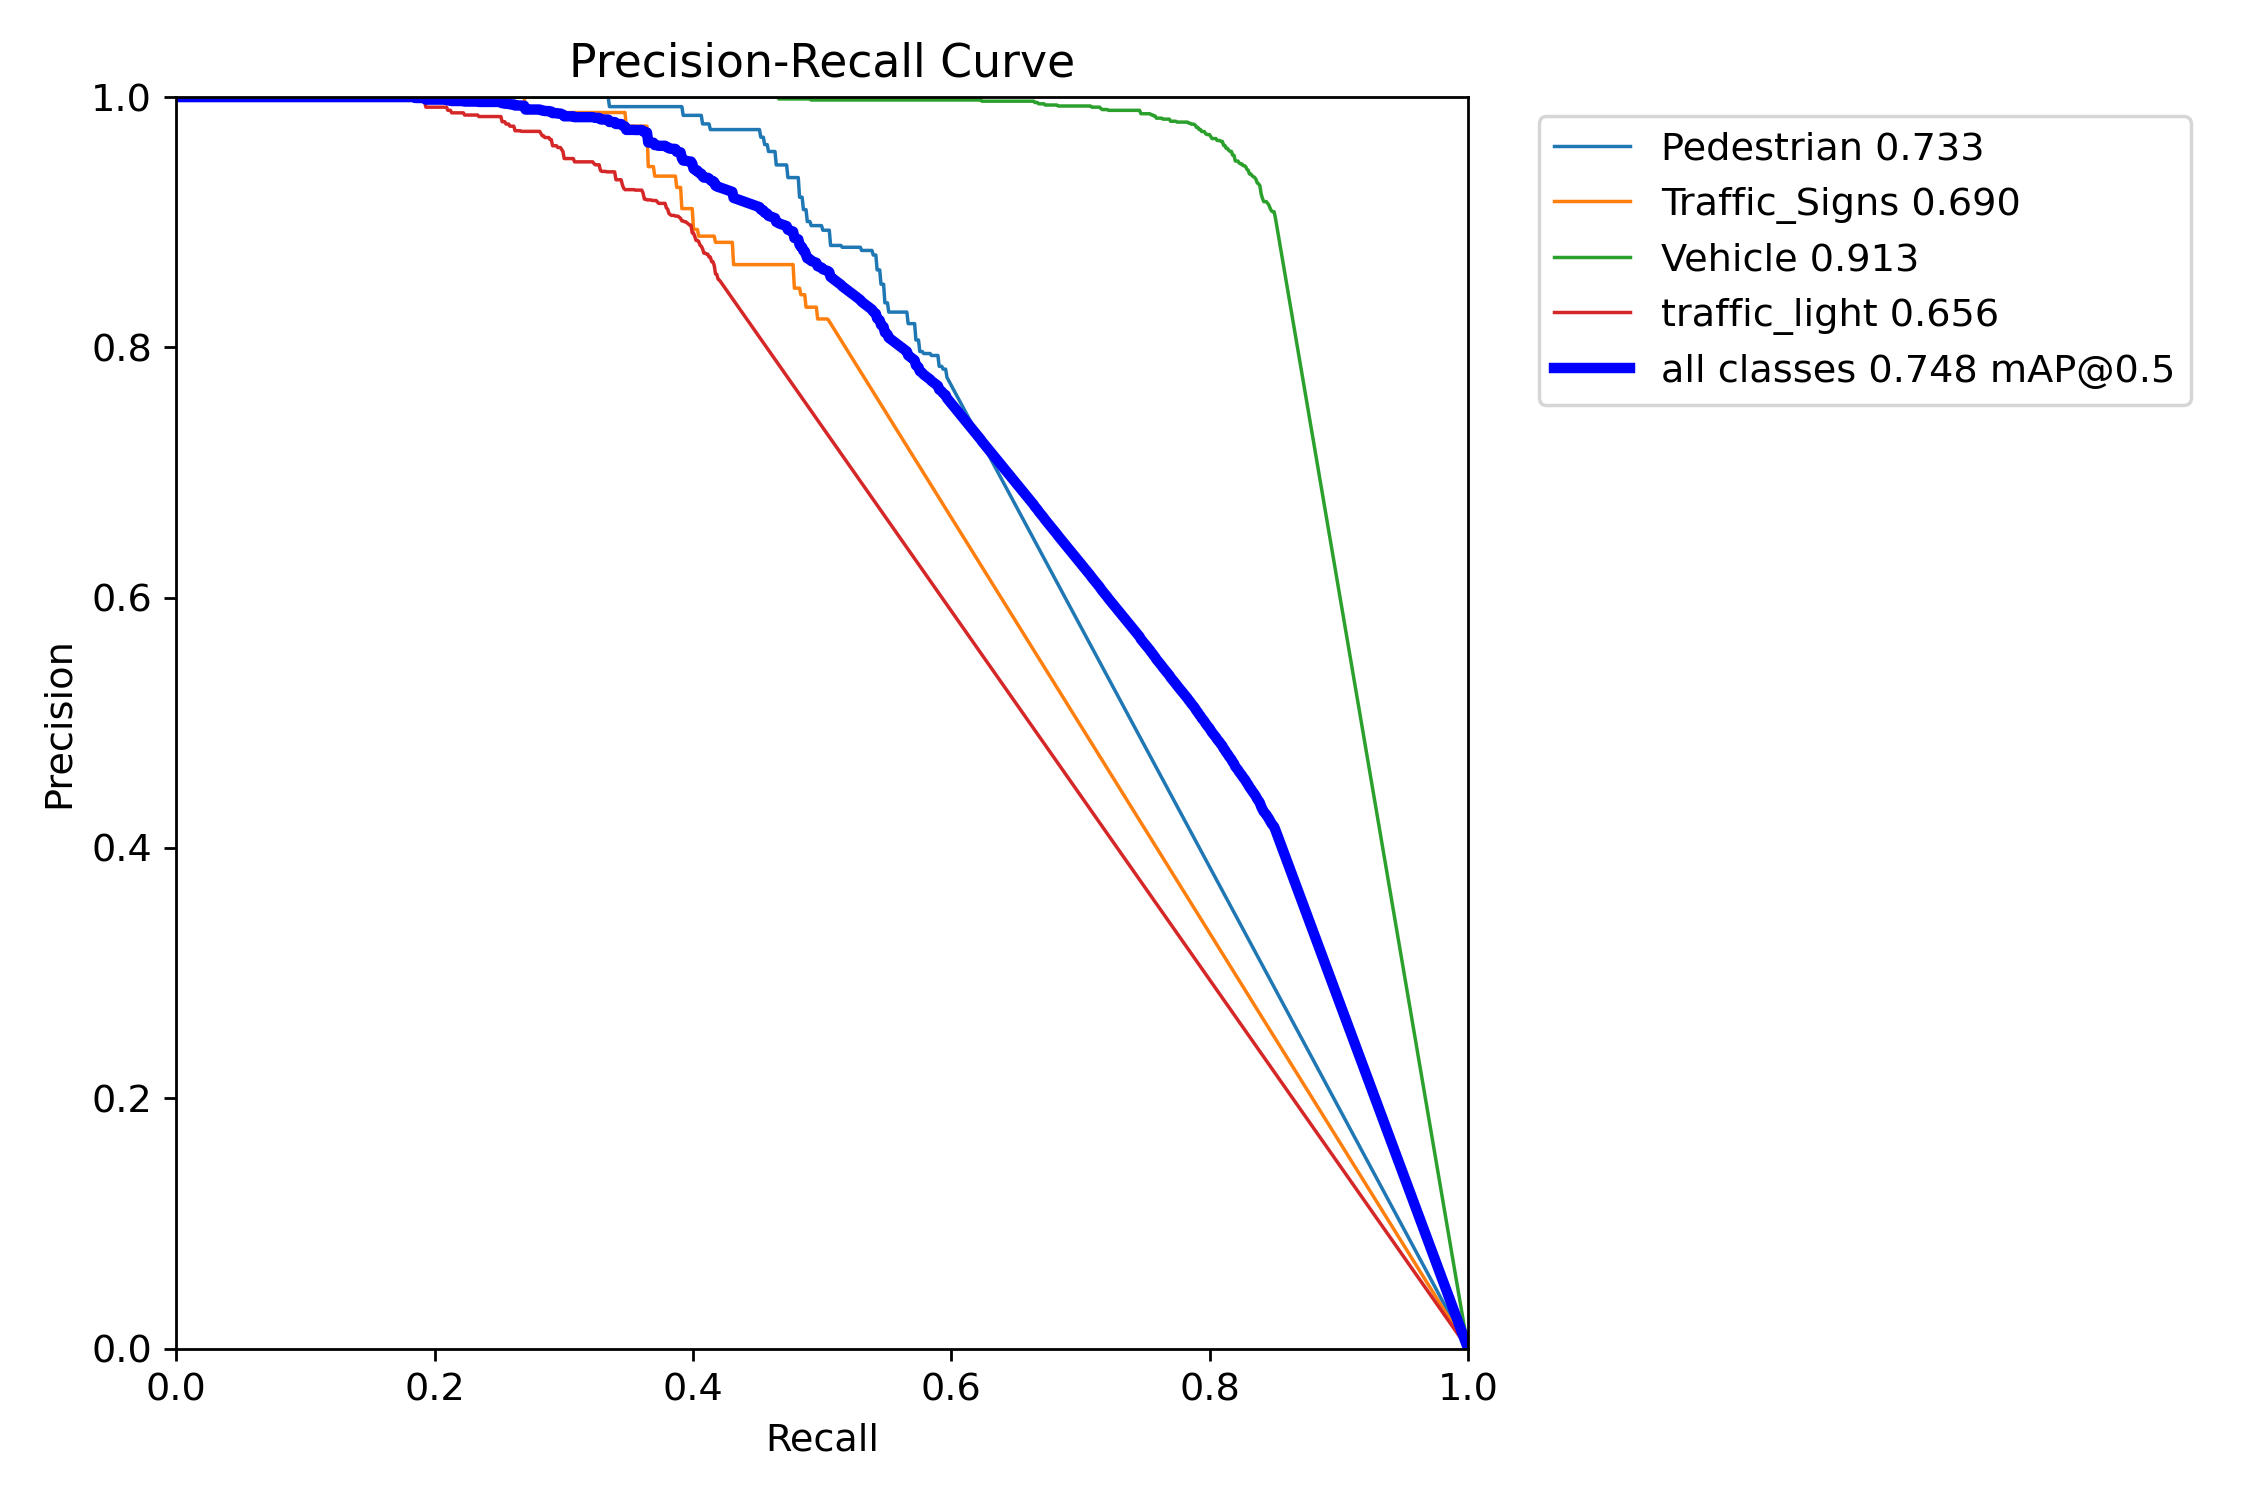 Precision-Recall Curve
1.0
0.8
0.6
0.4
0.2
0.0
Precision
0.0 0.2 0.4 0.6 0.8 1.0
Recall
Pedestrian 0.733
Traffic_Signs 0.690
Vehicle 0.913
traffic_light 0.656
all classes 0.748 mAP@0.5